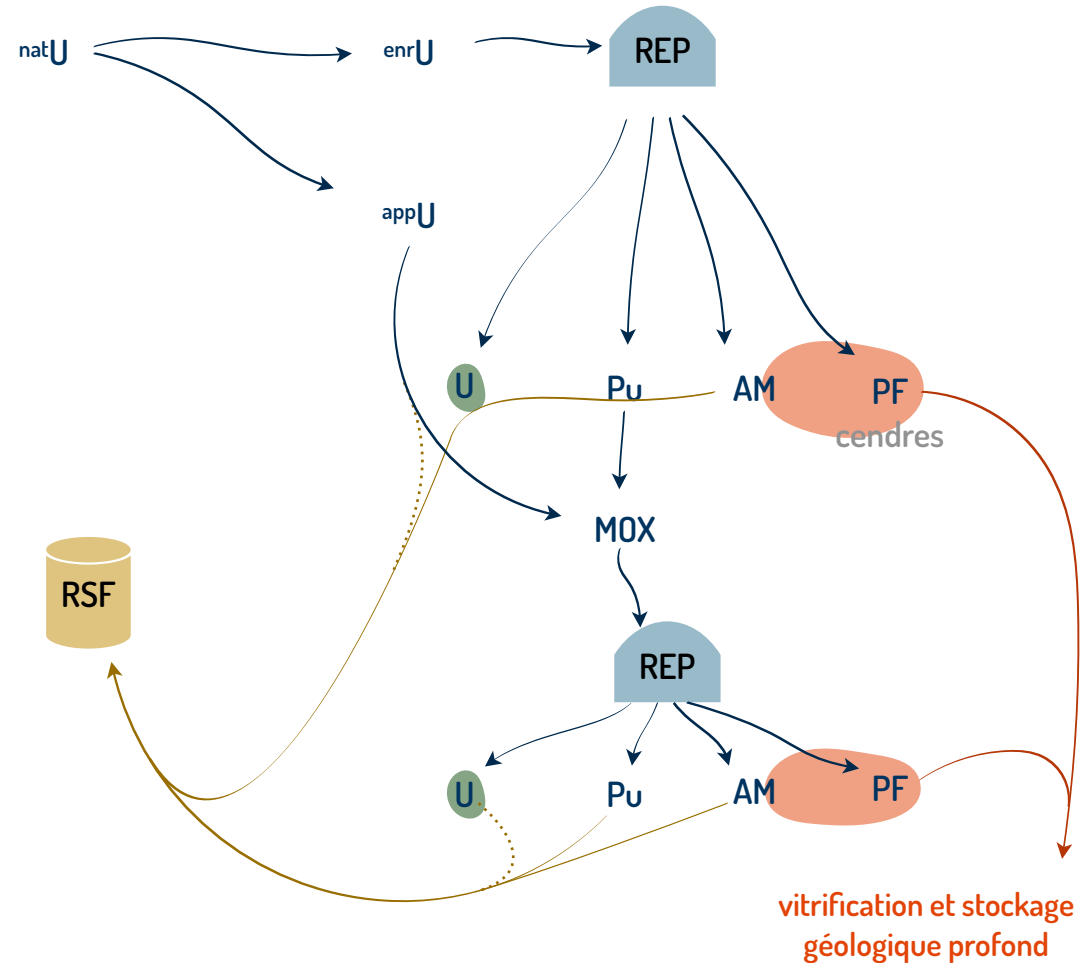 natU
enrU
REP
appU
U
Pu
AM
PF
cendres
MOX
RSF
REP
U
Pu
AM
PF
vitrification et stockage
géologique profond